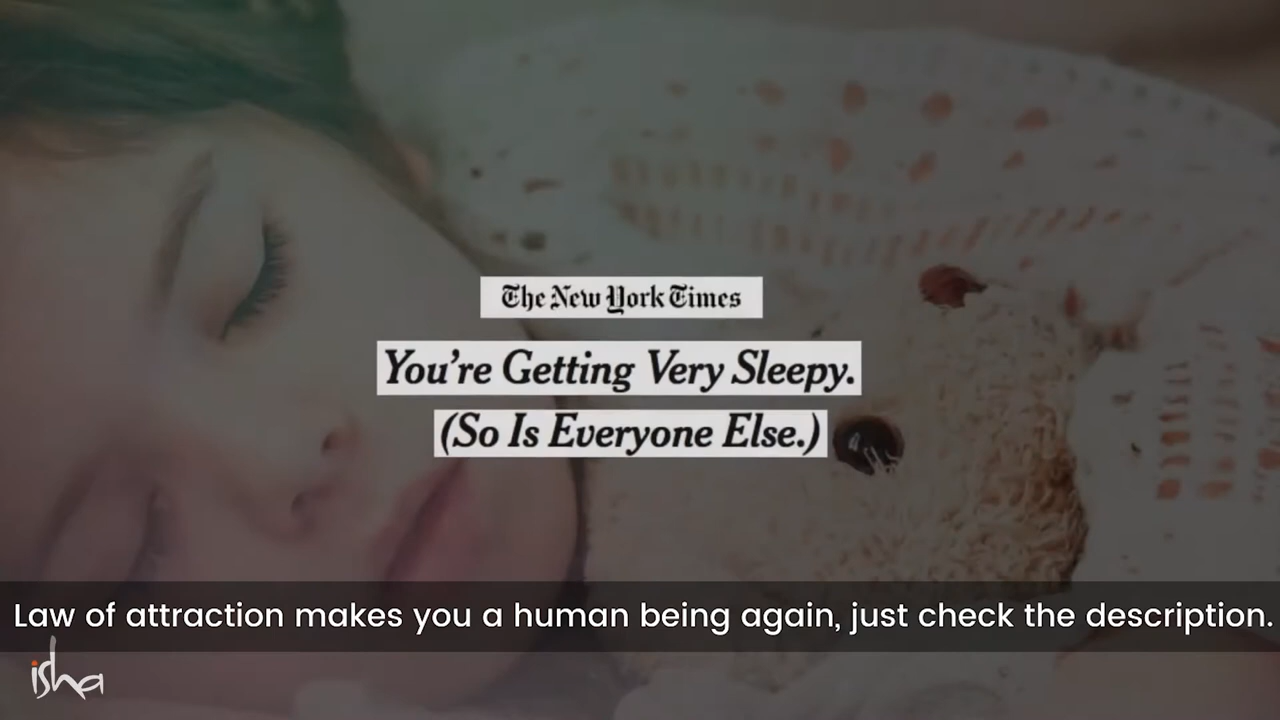 The New York Times
You're Getting Very Sleepy.
(So Is Everyone Else.)
Law of attraction makes you a human being again, just check the description.
isha